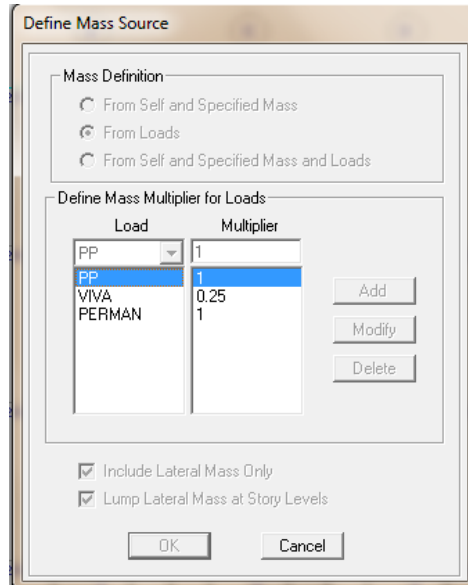 Define Mass Source
Mass Definition
From Self and Specified Mass
From Loads
From Self and Specified Mass and Loads
Define Mass Multiplier for Loads
Load Multiplier
PP 1
PP 1
VIVA 0.25
PERMAN 1
Add
Modify
Delete
Include Lateral Mass Only
Lump Lateral Mass at Story Levels
OK Cancel